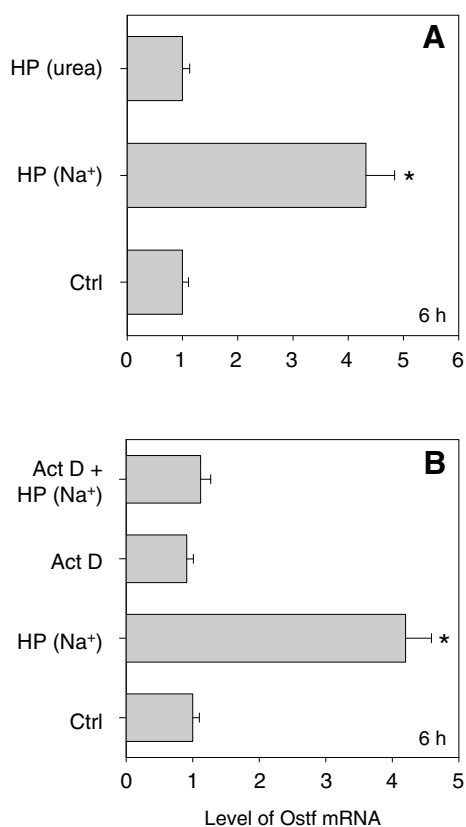 A
HP (urea)
HP (Na⁺)
*
Ctrl
6 h
0 1 2 3 4 5 6
B
Act D +
HP (Na⁺)
Act D
HP (Na⁺)
*
Ctrl
6 h
0 1 2 3 4 5
Level of Ostf mRNA